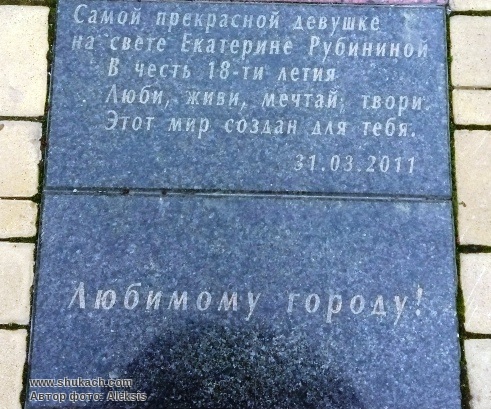 Самой прекрасной девушке
на свете Екатерине Рубининой
В честь 18-ти летия
Люби, живи, мечтай, твори.
Этот мир создан для тебя.
31.03.2011
Любимому городу!
www.shukach.com
Автор фото: Aleksis